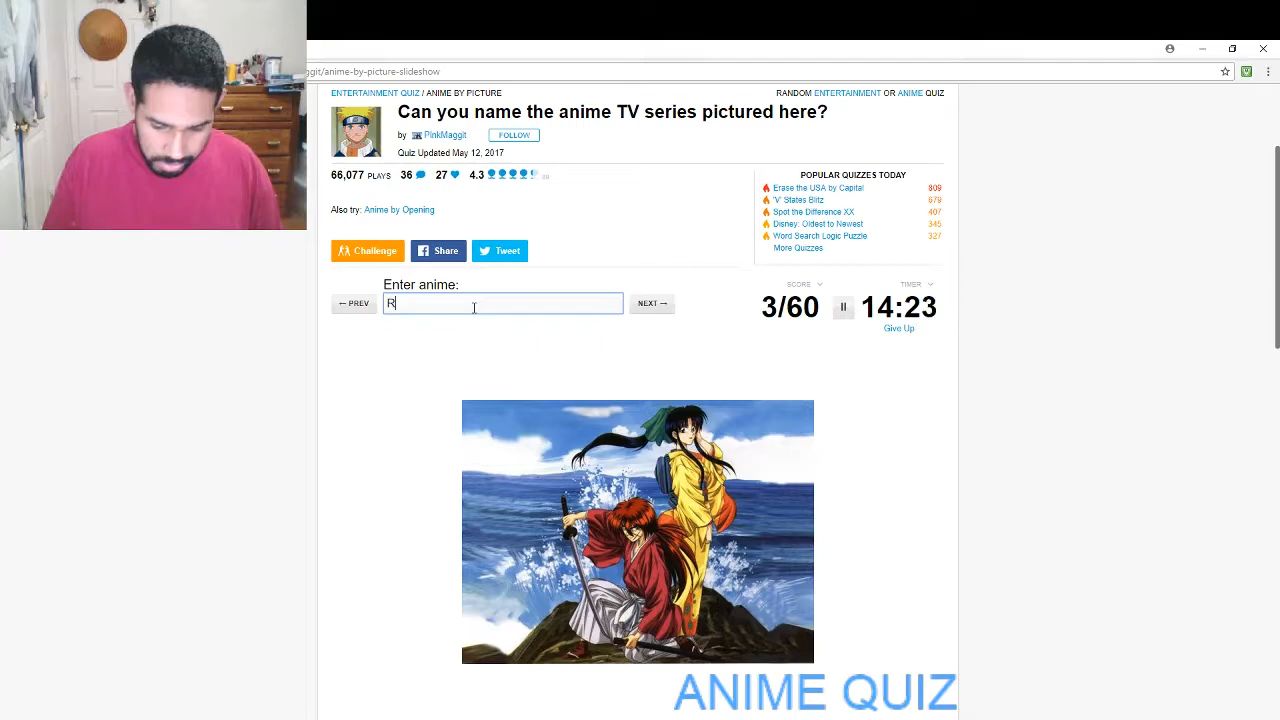 ggit/anime-by-picture-slideshow
ENTERTAINMENT QUIZ / ANIME BY PICTURE
RANDOM ENTERTAINMENT OR ANIME QUIZ
Can you name the anime TV series pictured here?
by PinkMaggit FOLLOW
Quiz Updated May 12, 2017
66,077 PLAYS 36 27 4.3
POPULAR QUIZZES TODAY
Erase the USA by Capital 809
'V' States Blitz 679
Spot the Difference XX 407
Disney: Oldest to Newest 345
Word Search Logic Puzzle 327
More Quizzes
Also try: Anime by Opening
Challenge Share Tweet
Enter anime:
← PREV R NEXT →
SCORE TIMER
3/60 14:23
Give Up
ANIME QUIZ